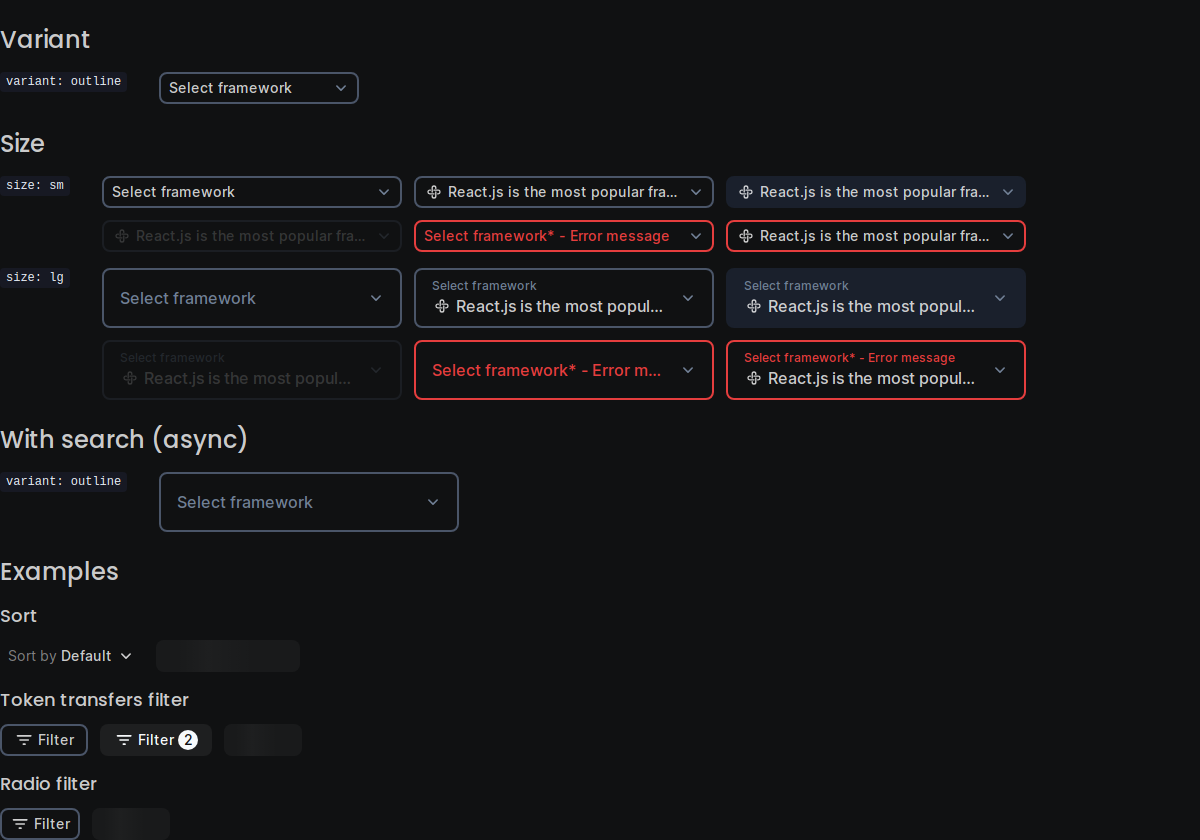 Variant
variant: outline
Select framework
Size
size: sm
Select framework
React.js is the most popular fra...
React.js is the most popular fra...
React.js is the most popular fra...
Select framework* - Error message
React.js is the most popular fra...
size: lg
Select framework
Select framework
React.js is the most popul...
Select framework
React.js is the most popul...
Select framework
React.js is the most popul...
Select framework* - Error m...
Select framework* - Error message
React.js is the most popul...
With search (async)
variant: outline
Select framework
Examples
Sort
Sort by Default
Token transfers filter
Filter
Filter 2
Radio filter
Filter